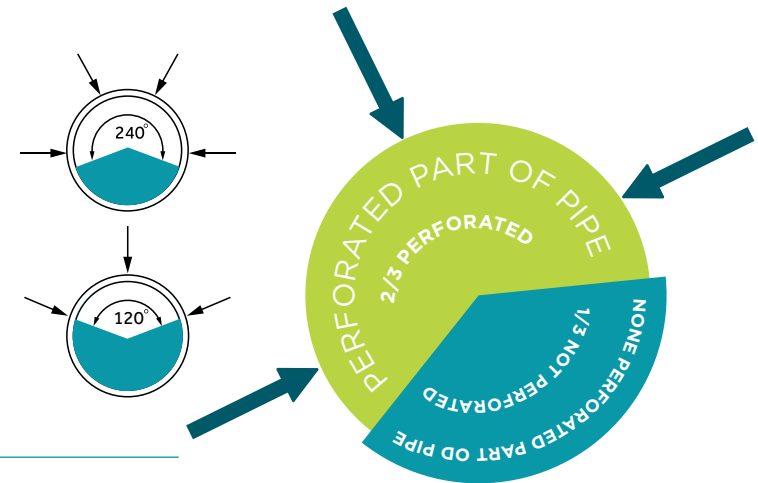 240°
120°
PERFORATED PART OF PIPE
2/3 PERFORATED
1/3 NOT PERFORATED
NONE PERFORATED PART OD PIPE